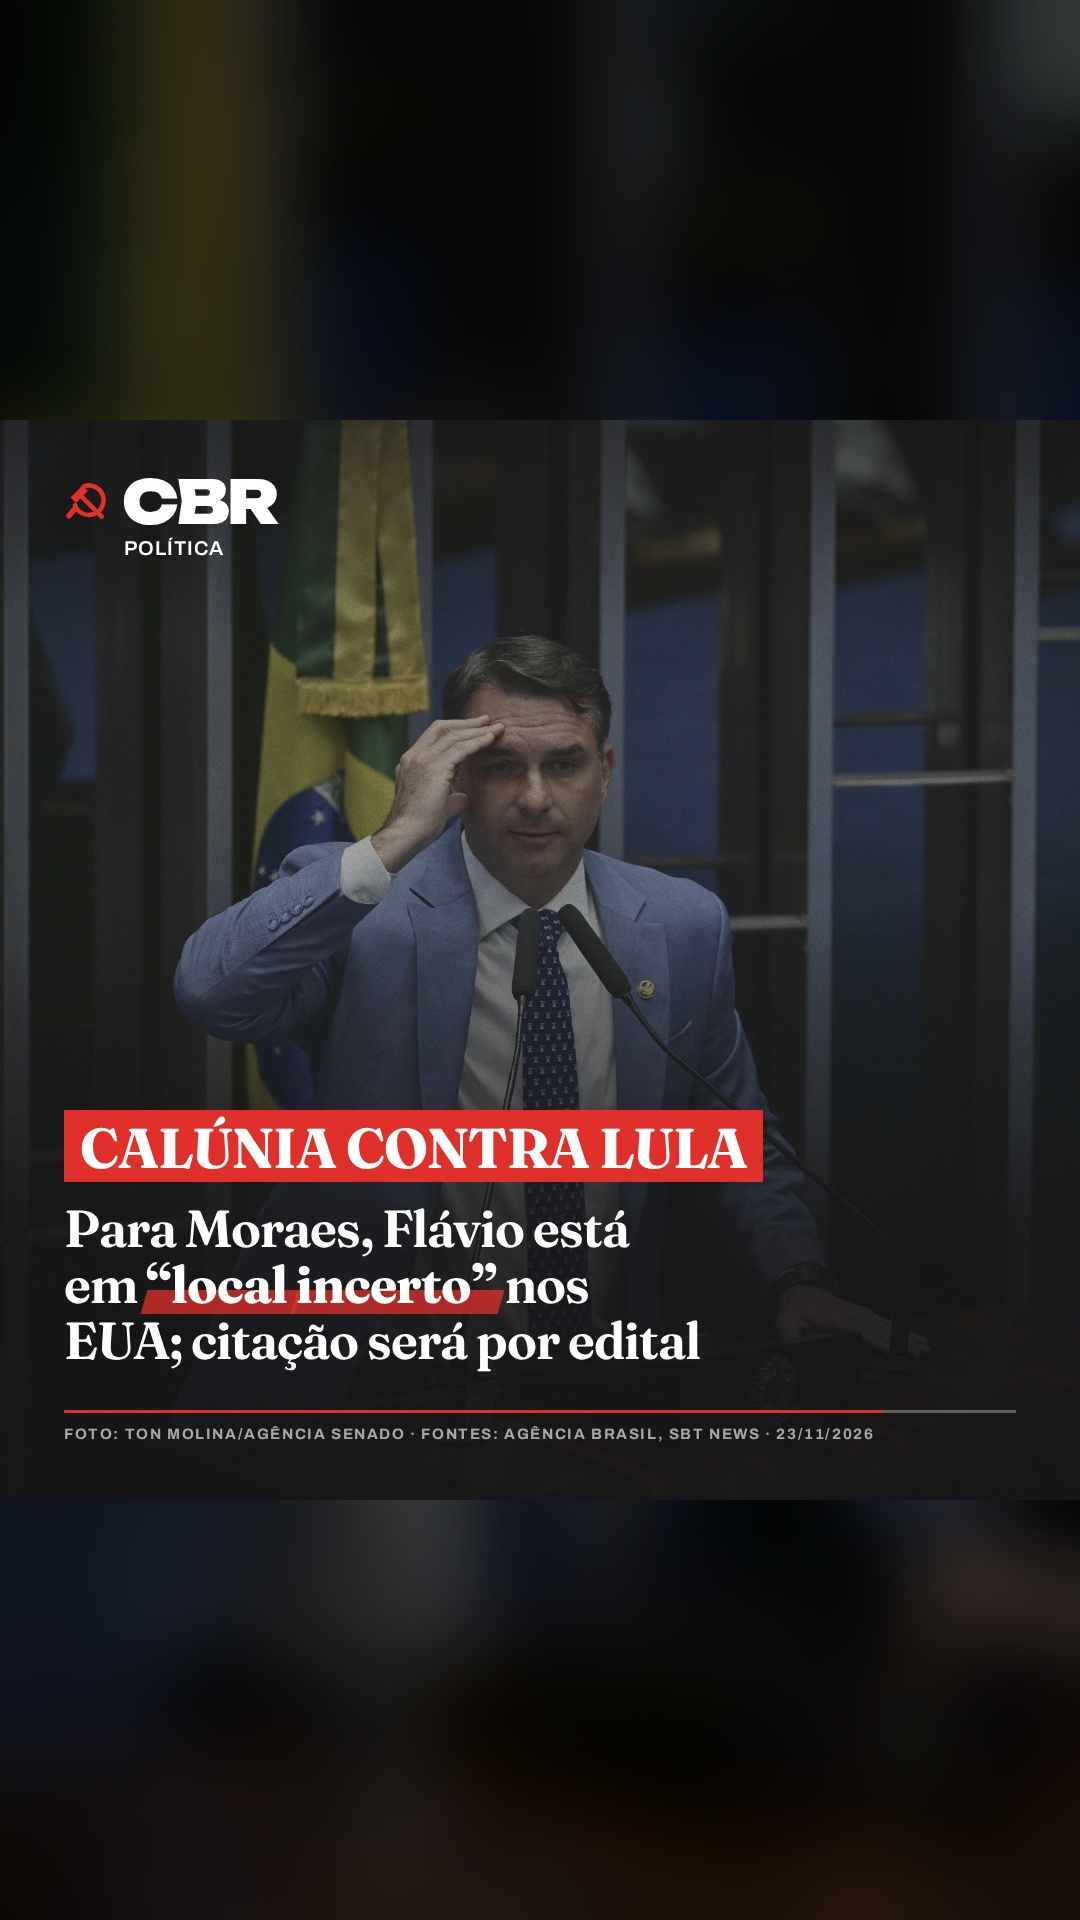 CBR
POLÍTICA
CALÚNIA CONTRA LULA
Para Moraes, Flávio está
em “local incerto” nos
EUA; citação será por edital
FOTO: TON MOLINA/AGÊNCIA SENADO · FONTES: AGÊNCIA BRASIL, SBT NEWS · 23/11/2026